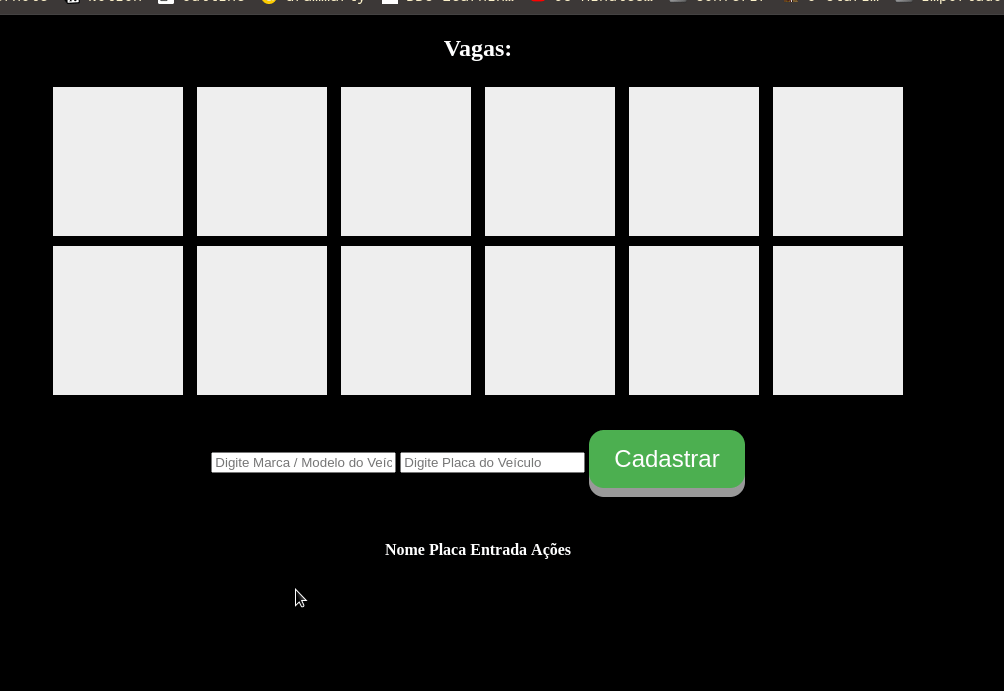 Vagas:
Digite Marca / Modelo do Veíc
Digite Placa do Veículo
Cadastrar
Nome Placa Entrada Ações